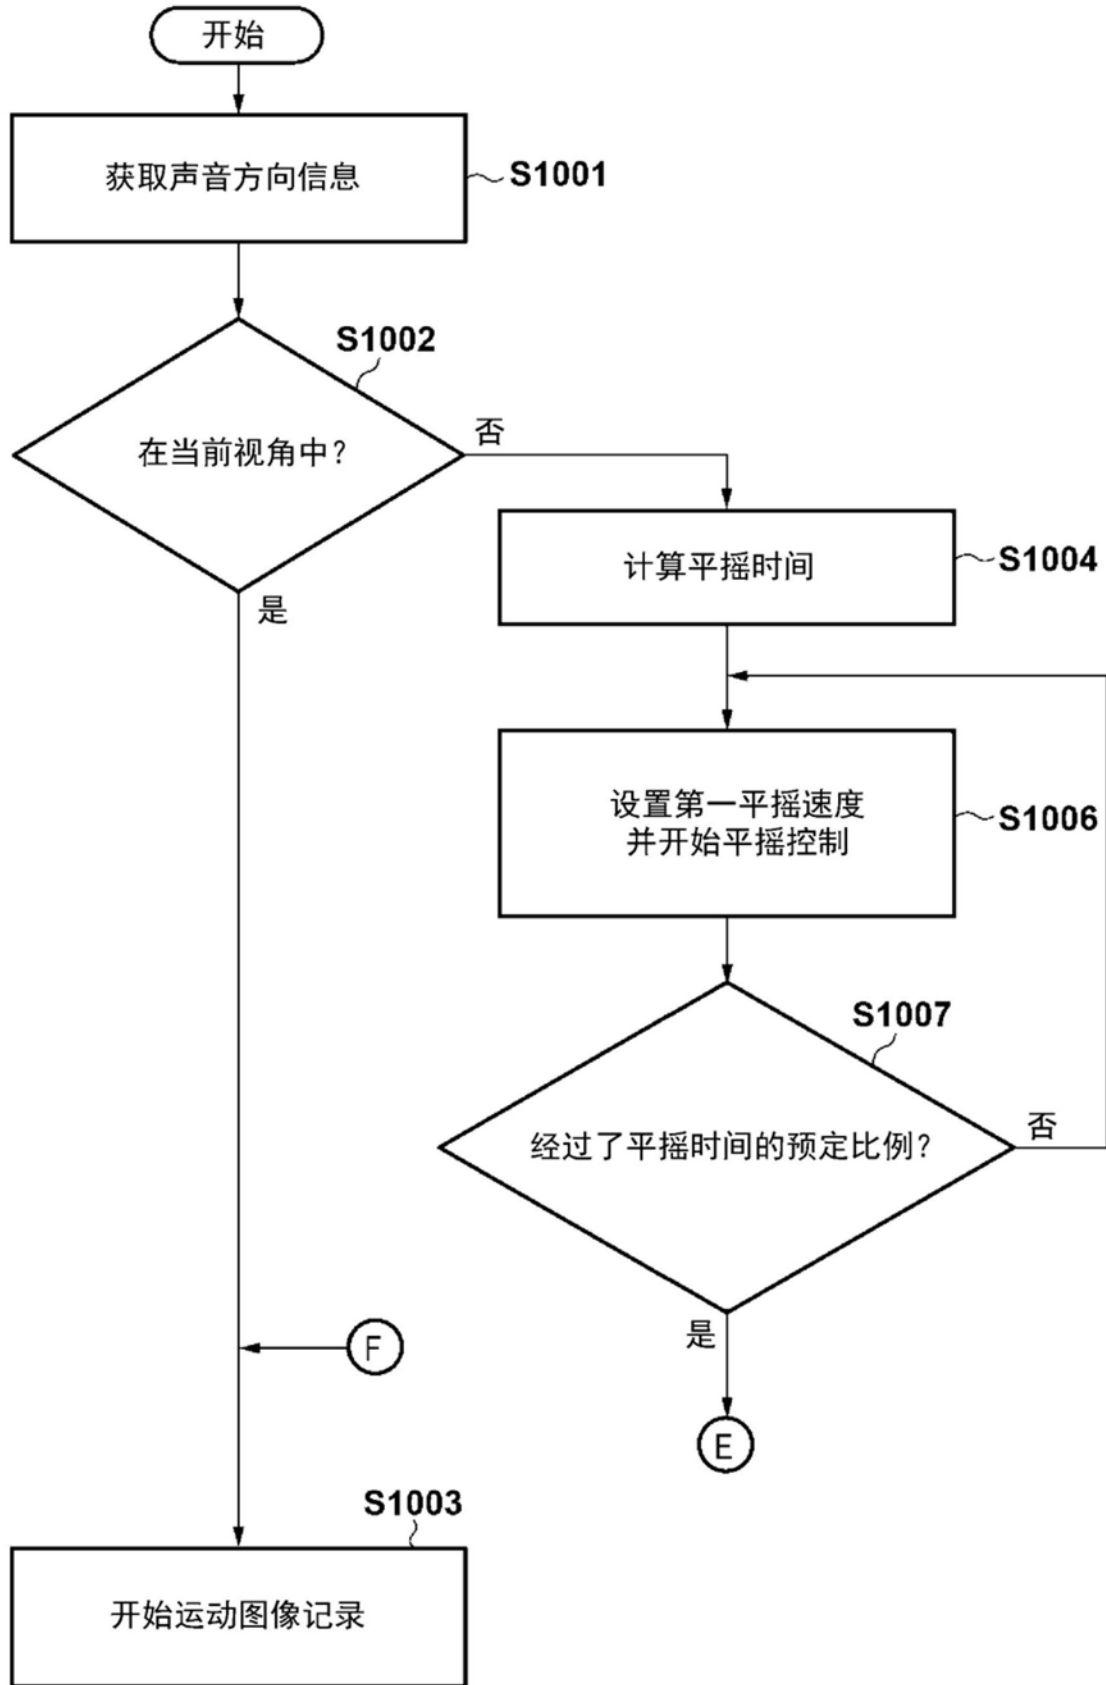 开始
获取声音方向信息
S1001
S1002
在当前视角中?
否
是
计算平摇时间
S1004
设置第一平摇速度
并开始平摇控制
S1006
S1007
经过了平摇时间的预定比例?
否
是
F
E
S1003
开始运动图像记录